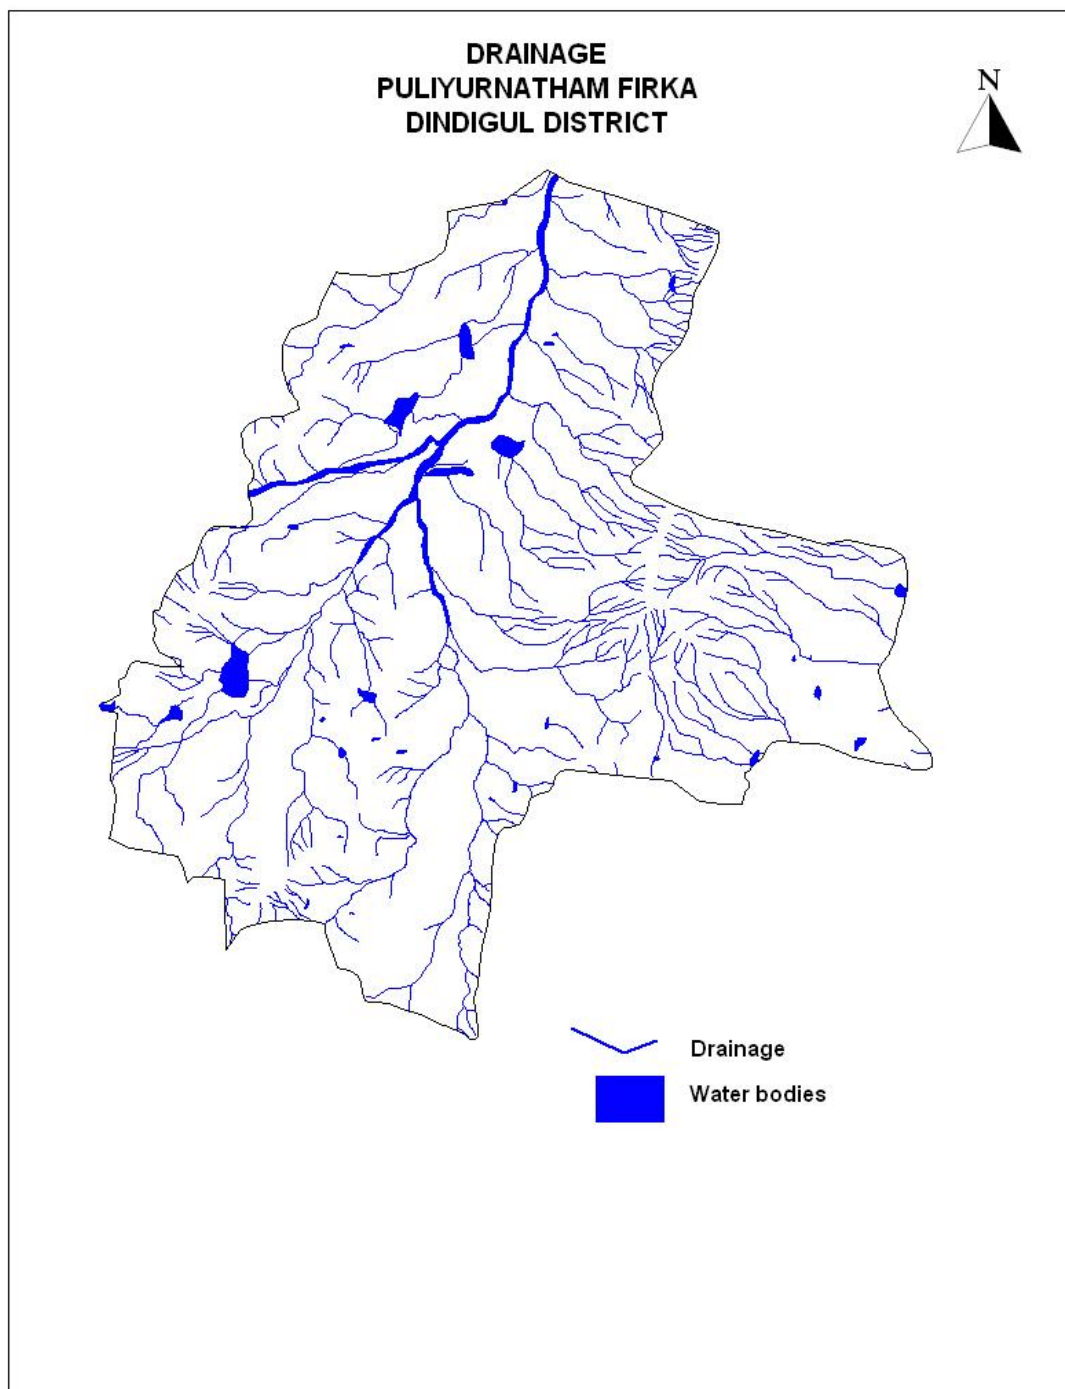 DRAINAGE
PULIYURNATHAM FIRKA
DINDIGUL DISTRICT
N
Drainage
Water bodies